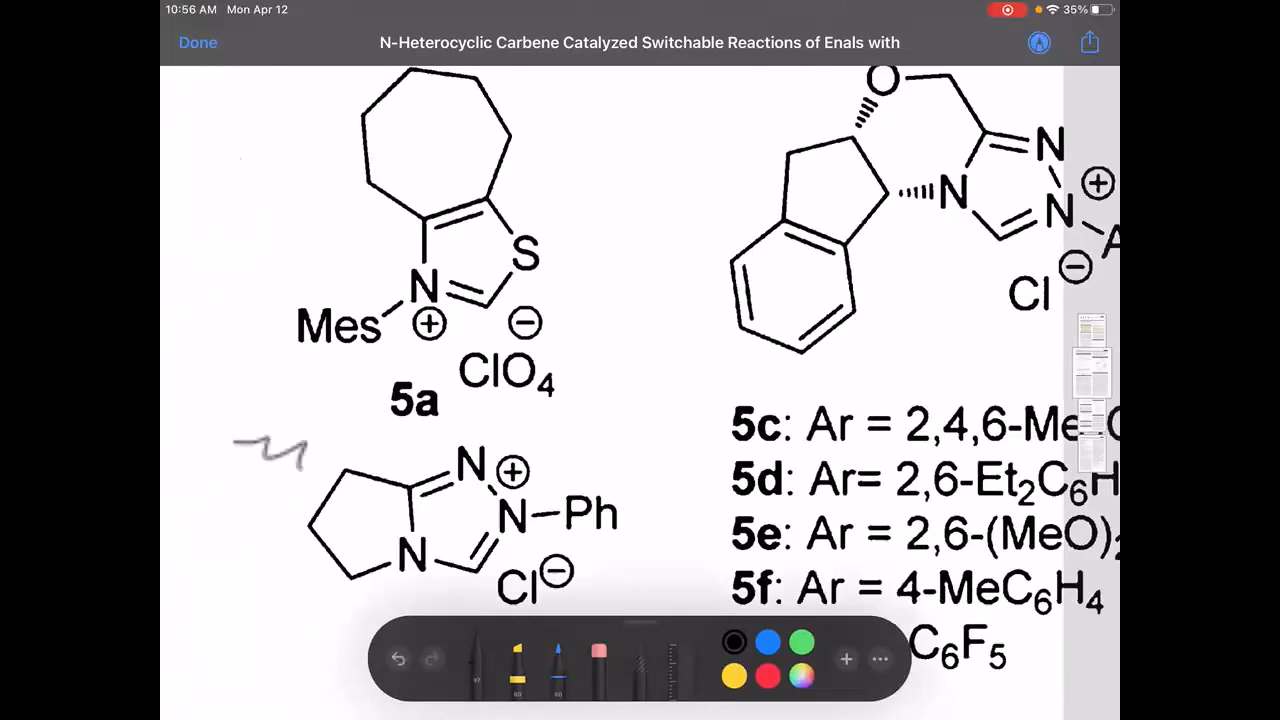 10:56 AM Mon Apr 12
35%
Done
N-Heterocyclic Carbene Catalyzed Switchable Reactions of Enals with
O
N
N
N
Cl
S
N
Mes
ClO4
5a
N
N
N
Ph
Cl
5c: Ar = 2,4,6-Me
5d: Ar= 2,6-Et2C6H
5e: Ar = 2,6-(MeO)
5f: Ar = 4-MeC6H4
C6F5